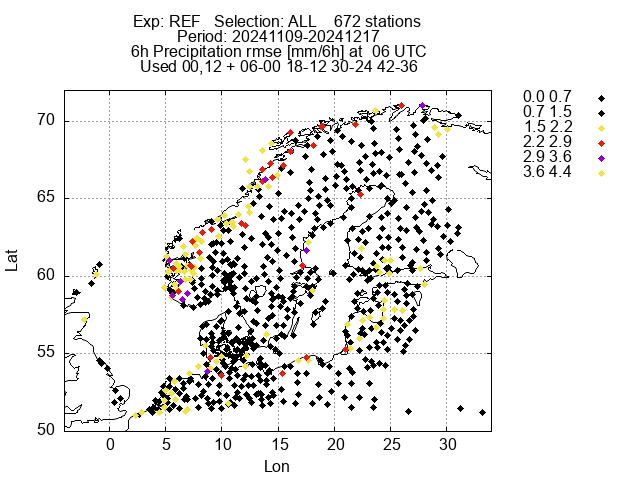 Exp: REF Selection: ALL 672 stations
Period: 20241109-20241217
6h Precipitation rmse [mm/6h] at 06 UTC
Used 00,12 + 06-00 18-12 30-24 42-36
0.0 0.7
0.7 1.5
1.5 2.2
2.2 2.9
2.9 3.6
3.6 4.4
70
65
60
55
50
Lat
0 5 10 15 20 25 30
Lon